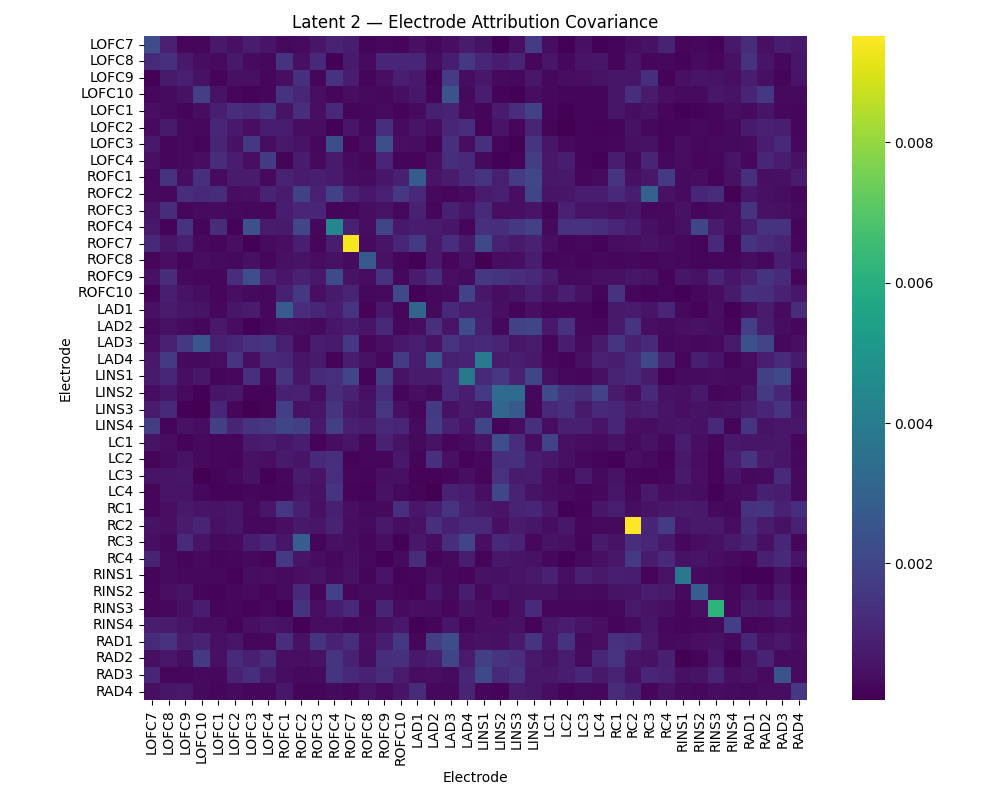 Latent 2 — Electrode Attribution Covariance
Electrode
LOFC7
LOFC8
LOFC9
LOFC10
LOFC1
LOFC2
LOFC3
LOFC4
ROFC1
ROFC2
ROFC3
ROFC4
ROFC7
ROFC8
ROFC9
ROFC10
LAD1
LAD2
LAD3
LAD4
LINS1
LINS2
LINS3
LINS4
LC1
LC2
LC3
LC4
RC1
RC2
RC3
RC4
RINS1
RINS2
RINS3
RINS4
RAD1
RAD2
RAD3
RAD4
LOFC7 LOFC8 LOFC9 LOFC10 LOFC1 LOFC2 LOFC3 LOFC4 ROFC1 ROFC2 ROFC3 ROFC4 ROFC7 ROFC8 ROFC9 ROFC10 LAD1 LAD2 LAD3 LAD4 LINS1 LINS2 LINS3 LINS4 LC1 LC2 LC3 LC4 RC1 RC2 RC3 RC4 RINS1 RINS2 RINS3 RINS4 RAD1 RAD2 RAD3 RAD4
Electrode
0.008
0.006
0.004
0.002